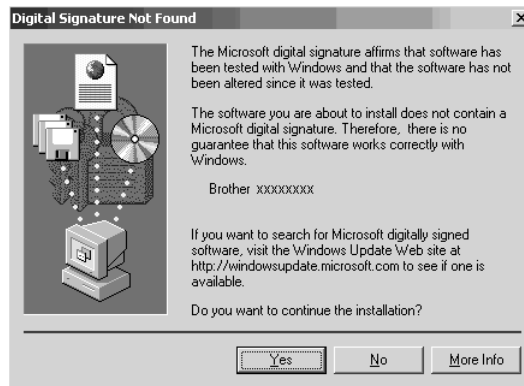 Digital Signature Not Found
The Microsoft digital signature affirms that software has
been tested with Windows and that the software has not
been altered since it was tested.
The software you are about to install does not contain a
Microsoft digital signature. Therefore, there is no
guarantee that this software works correctly with
Windows.
Brother xxxxxxxx
If you want to search for Microsoft digitally signed
software, visit the Windows Update Web site at
http://windowsupdate.microsoft.com to see if one is
available.
Do you want to continue the installation?
Yes No More Info